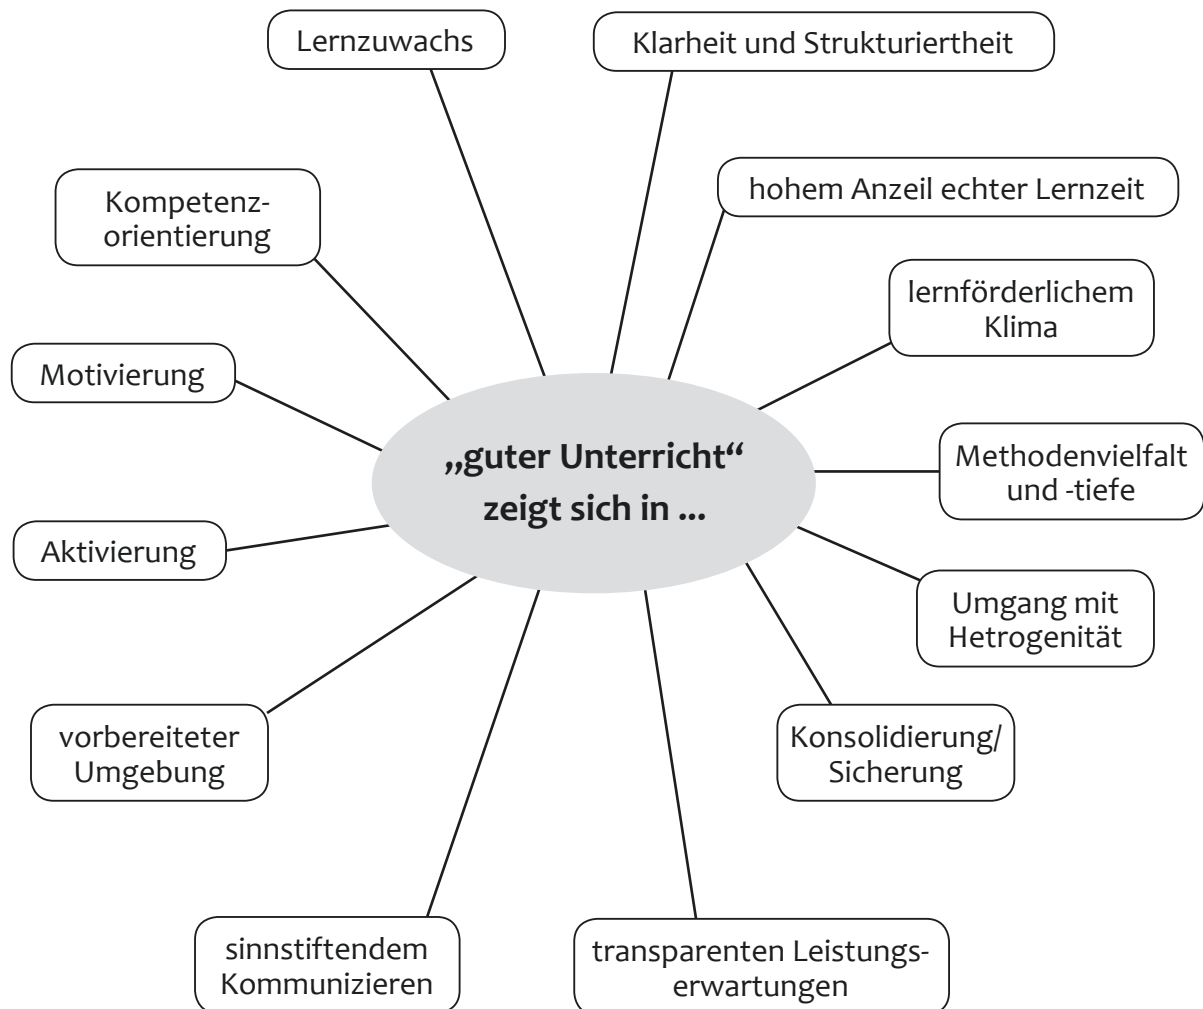 Lernzuwachs
Klarheit und Strukturiertheit
hohem Anzeil echter Lernzeit
Kompetenz-
orientierung
lernförderlichem
Klima
Motivierung
„guter Unterricht“
zeigt sich in ...
Methodenvielfalt
und -tiefe
Aktivierung
Umgang mit
Hetrogenität
vorbereiteter
Umgebung
Konsolidierung/
Sicherung
sinnstiftendem
Kommunizieren
transparenten Leistungs-
erwartungen